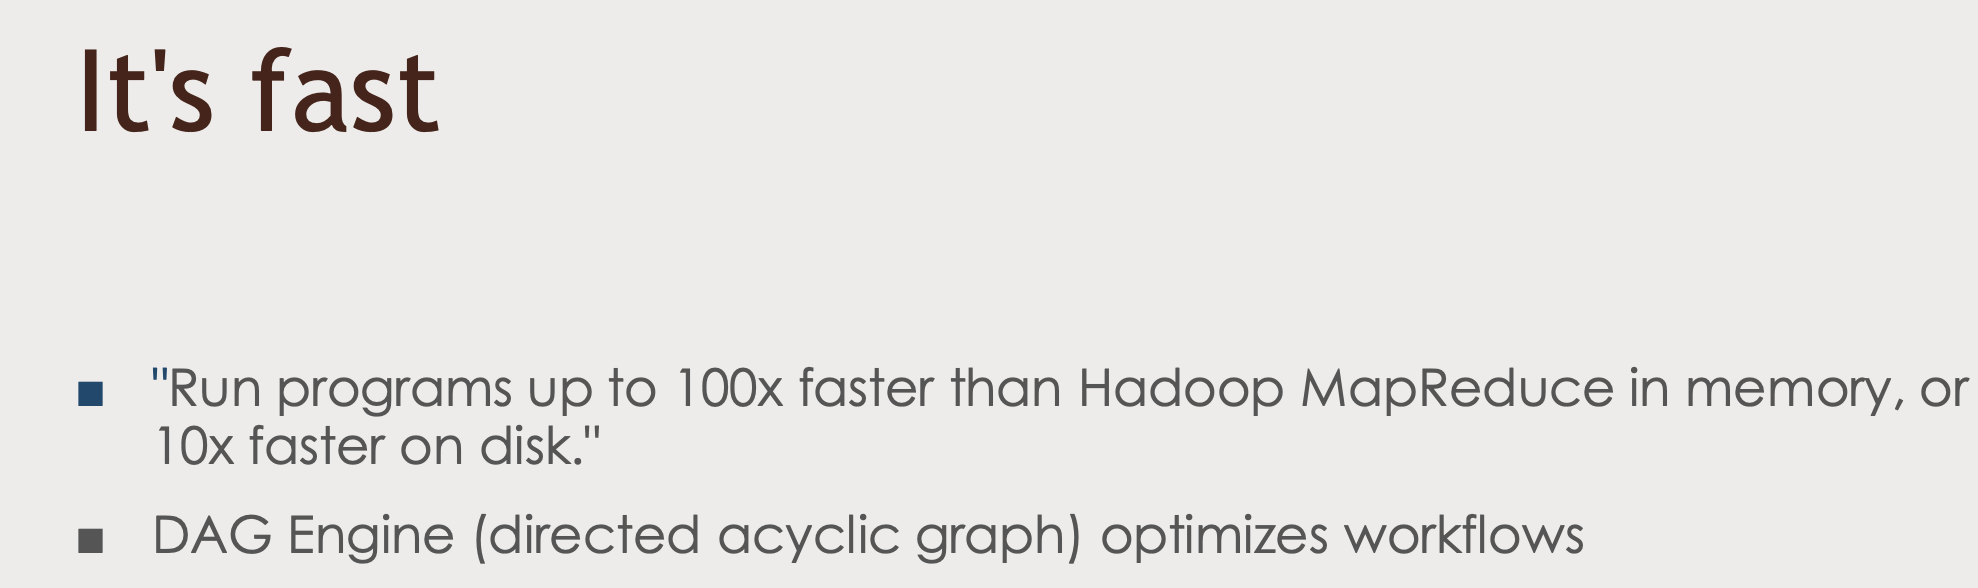 It's fast
"Run programs up to 100x faster than Hadoop MapReduce in memory, or
10x faster on disk."
DAG Engine (directed acyclic graph) optimizes workflows